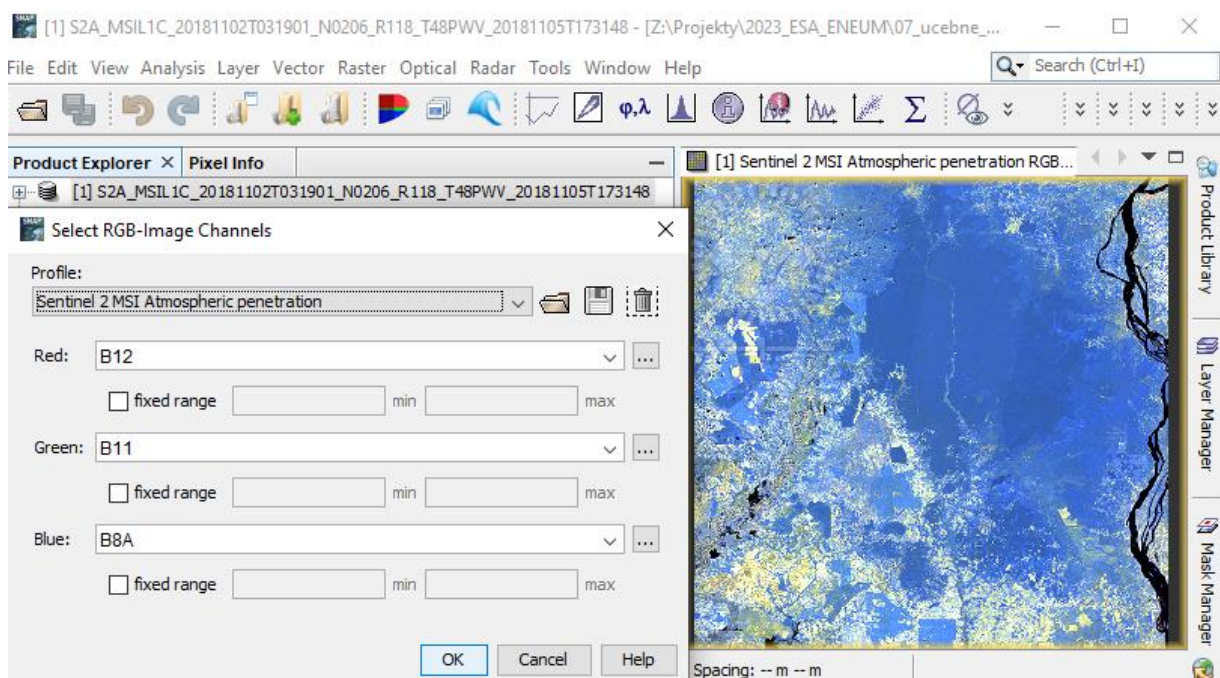 [1] S2A_MSIL1C_20181102T031901_N0206_R118_T48PWV_20181105T173148 - [Z:\Projekty\2023_ESA_ENEUM\07_ucebne_...
File Edit View Analysis Layer Vector Raster Optical Radar Tools Window Help
Search (Ctrl+I)
φ,λ
Σ
Product Explorer
Pixel Info
[1] S2A_MSIL1C_20181102T031901_N0206_R118_T48PWV_20181105T173148
[1] Sentinel 2 MSI Atmospheric penetration RGB...
SNAP
Select RGB-Image Channels
Profile:
Sentinel 2 MSI Atmospheric penetration
...
Red: B12 ...
fixed range min max
Green: B11 ...
fixed range min max
Blue: B8A ...
fixed range min max
OK Cancel Help
Spacing: -- m -- m
Product Library
Layer Manager
Mask Manager